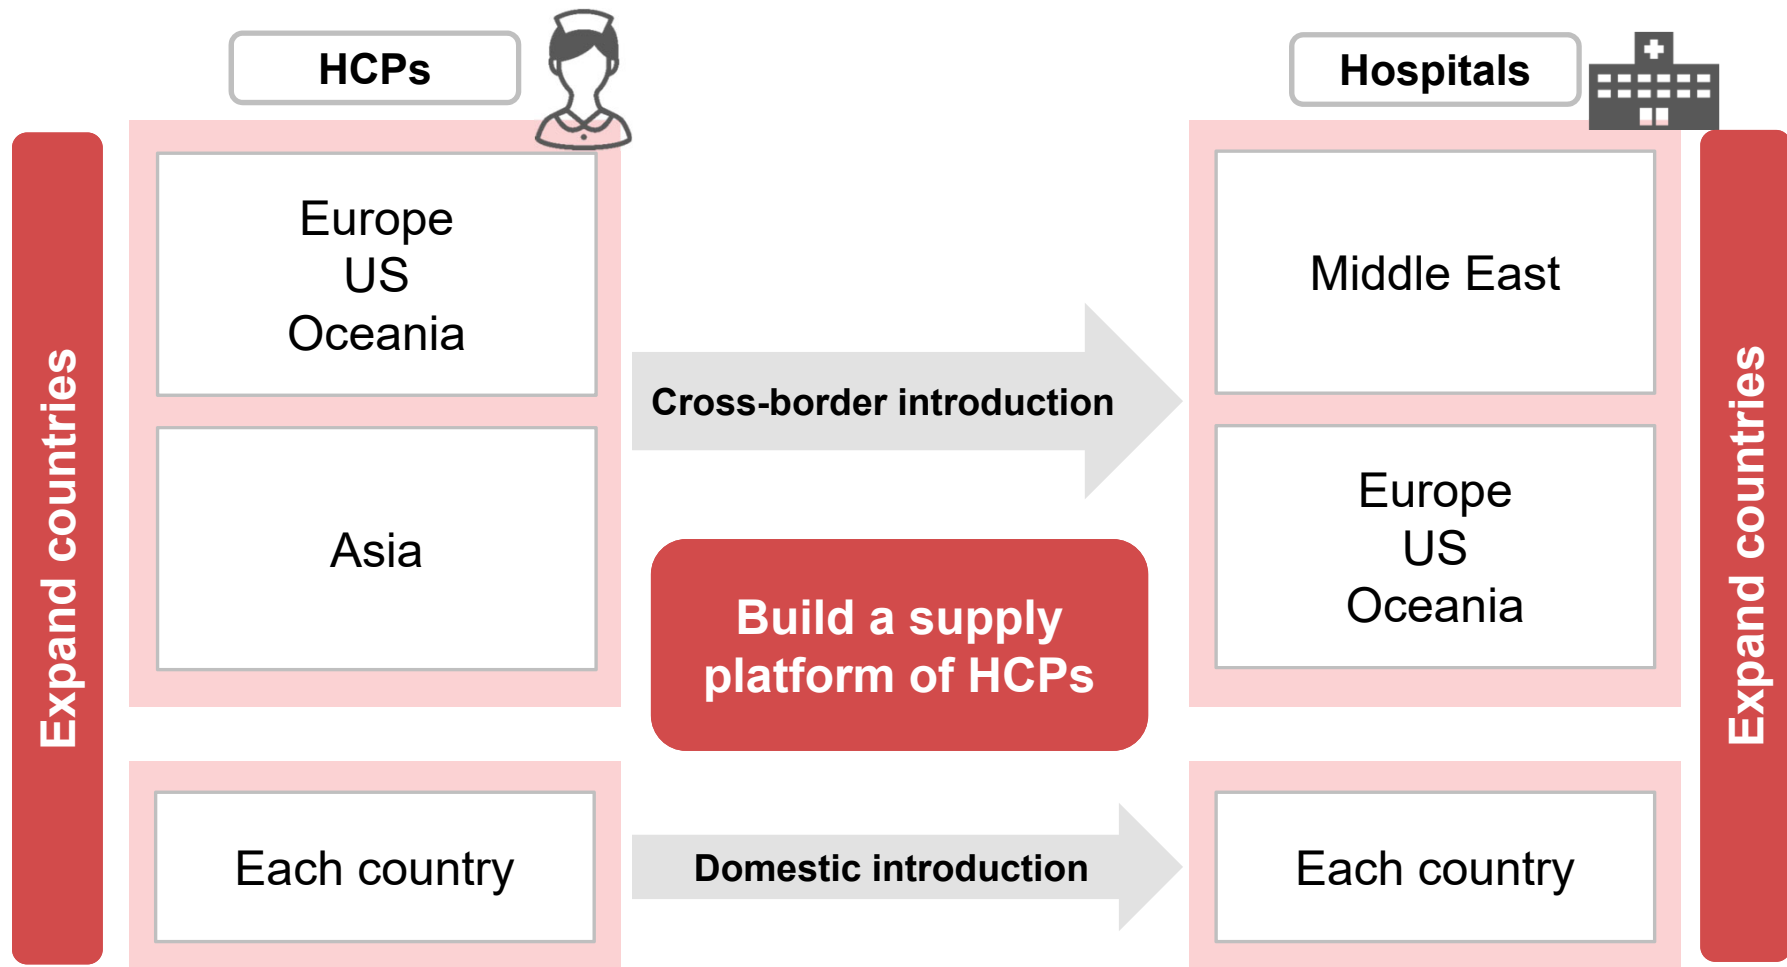 HCPs
Hospitals
Expand countries
Europe
US
Oceania
Asia
Cross-border introduction
Build a supply
platform of HCPs
Middle East
Europe
US
Oceania
Expand countries
Each country
Domestic introduction
Each country